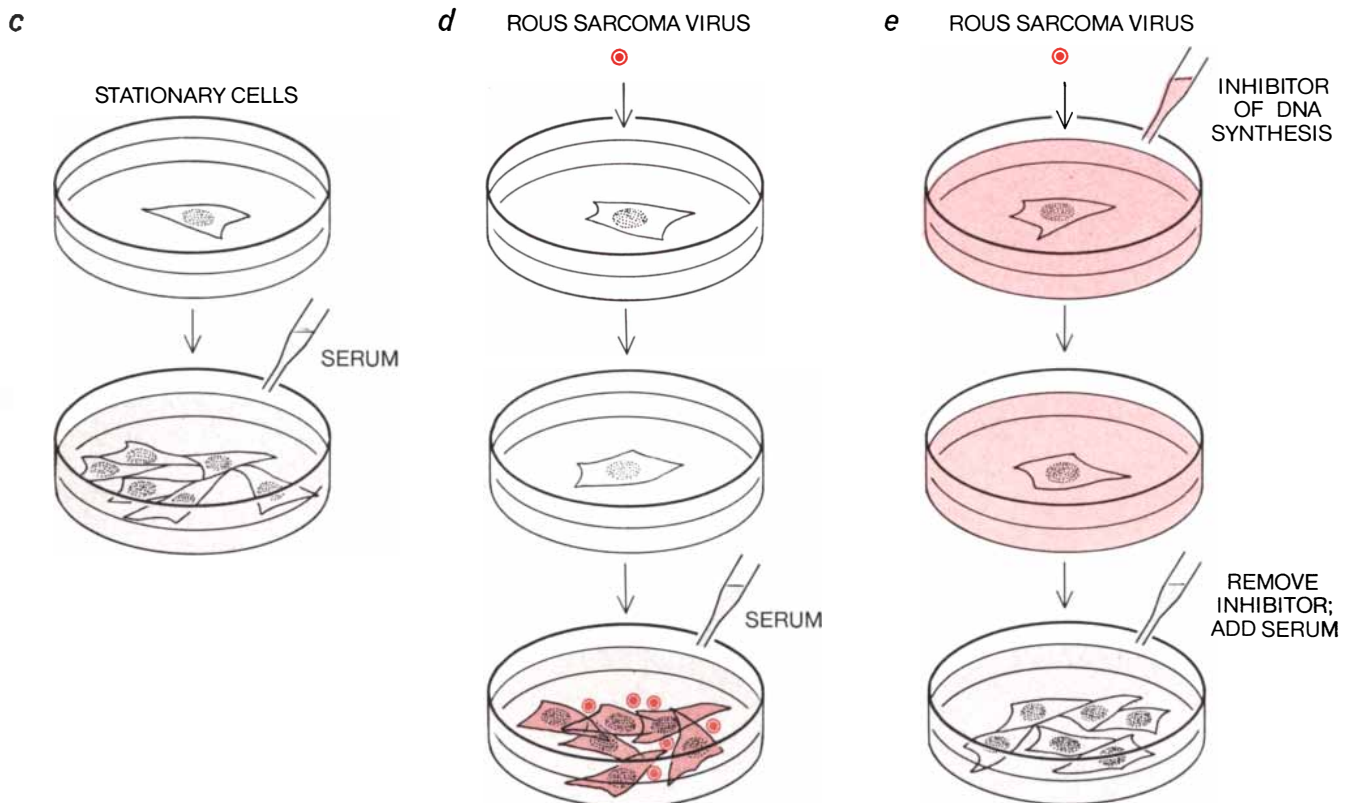 c
STATIONARY CELLS
SERUM
d
ROUS SARCOMA VIRUS
SERUM
e
ROUS SARCOMA VIRUS
INHIBITOR
OF DNA
SYNTHESIS
REMOVE
INHIBITOR;
ADD SERUM